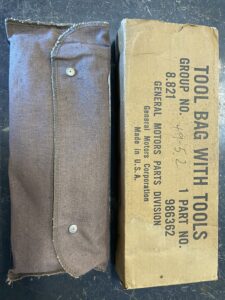 TOOL BAG WITH TOOLS
GROUP NO. 1 PART NO.
8.821 986362
4952
GENERAL MOTORS PARTS DIVISION
General Motors Corporation
Made in U.S.A.